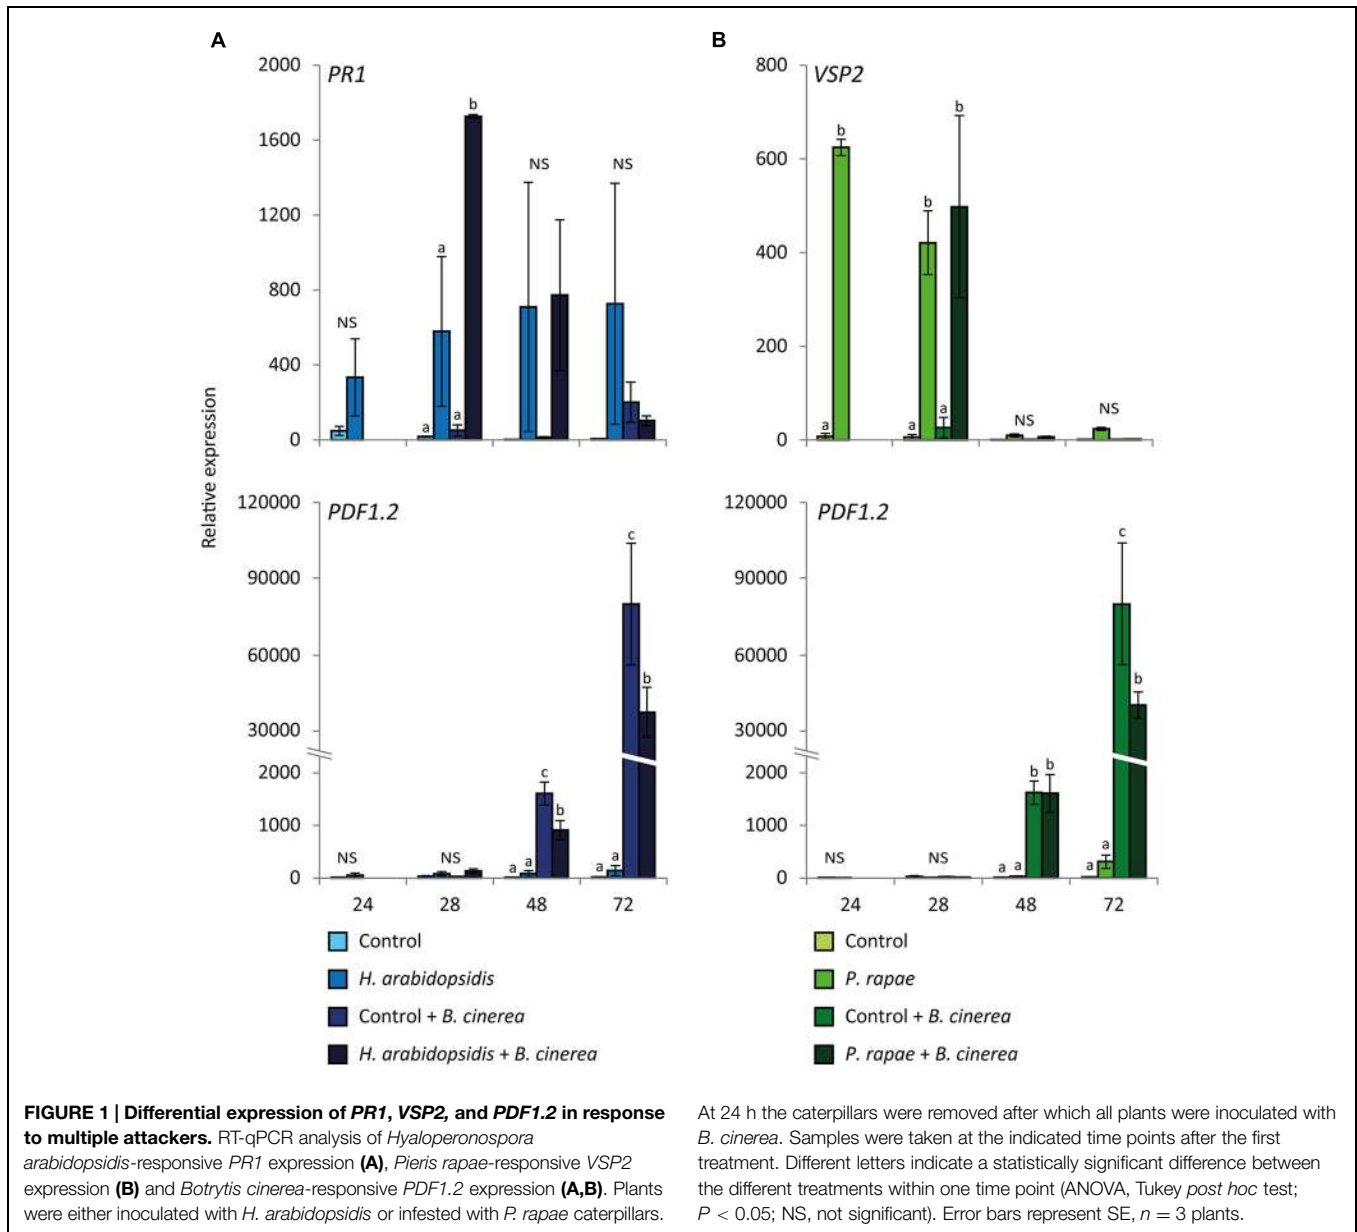 A
PR1
2000
1600
1200
800
400
0
NS
a
a
a
b
NS
NS
B
VSP2
800
600
400
200
0
a
b
a
b
a
b
NS
NS
Relative expression
PDF1.2
120000
90000
60000
30000
2000
1000
0
NS
NS
a
a
c
b
a
a
c
b
24
28
48
72
PDF1.2
120000
90000
60000
30000
2000
1000
0
NS
NS
a
a
b
b
a
a
c
b
24
28
48
72
Control
H. arabidopsidis
Control + B. cinerea
H. arabidopsidis + B. cinerea
Control
P. rapae
Control + B. cinerea
P. rapae + B. cinerea
FIGURE 1 | Differential expression of PR1, VSP2, and PDF1.2 in response
to multiple attackers. RT-qPCR analysis of Hyaloperonospora
arabidopsidis-responsive PR1 expression (A), Pieris rapae-responsive VSP2
expression (B) and Botrytis cinerea-responsive PDF1.2 expression (A,B). Plants
were either inoculated with H. arabidopsidis or infested with P. rapae caterpillars.
At 24 h the caterpillars were removed after which all plants were inoculated with
B. cinerea. Samples were taken at the indicated time points after the first
treatment. Different letters indicate a statistically significant difference between
the different treatments within one time point (ANOVA, Tukey post hoc test;
P < 0.05; NS, not significant). Error bars represent SE, n = 3 plants.